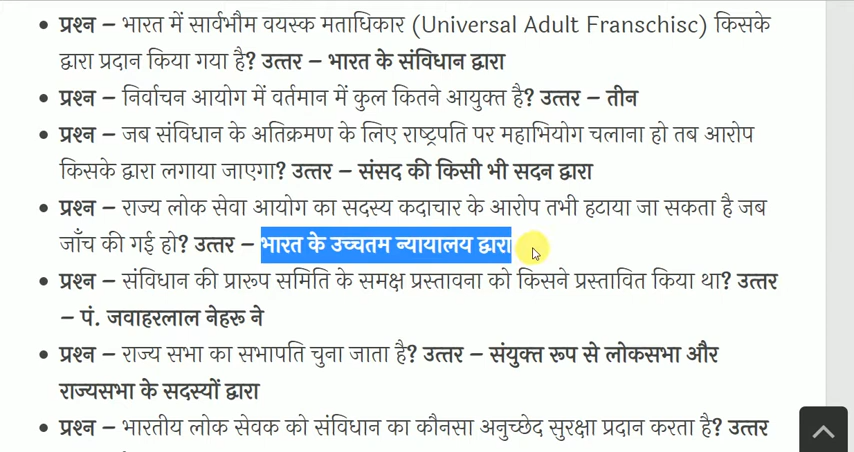 • प्रश्न – भारत में सार्वभौम वयस्क मताधिकार (Universal Adult Franschisc) किसके
द्वारा प्रदान किया गया है? उत्तर – भारत के संविधान द्वारा
• प्रश्न – निर्वाचन आयोग में वर्तमान में कुल कितने आयुक्त है? उत्तर – तीन
• प्रश्न – जब संविधान के अतिक्रमण के लिए राष्ट्रपति पर महाभियोग चलाना हो तब आरोप
किसके द्वारा लगाया जाएगा? उत्तर – संसद की किसी भी सदन द्वारा
• प्रश्न – राज्य लोक सेवा आयोग का सदस्य कदाचार के आरोप तभी हटाया जा सकता है जब
जाँच की गई हो? उत्तर – भारत के उच्चतम न्यायालय द्वारा
• प्रश्न – संविधान की प्रारूप समिति के समक्ष प्रस्तावना को किसने प्रस्तावित किया था? उत्तर
– पं. जवाहरलाल नेहरू ने
• प्रश्न – राज्य सभा का सभापति चुना जाता है? उत्तर – संयुक्त रूप से लोकसभा और
राज्यसभा के सदस्यों द्वारा
• प्रश्न – भारतीय लोक सेवक को संविधान का कौनसा अनुच्छेद सुरक्षा प्रदान करता है? उत्तर